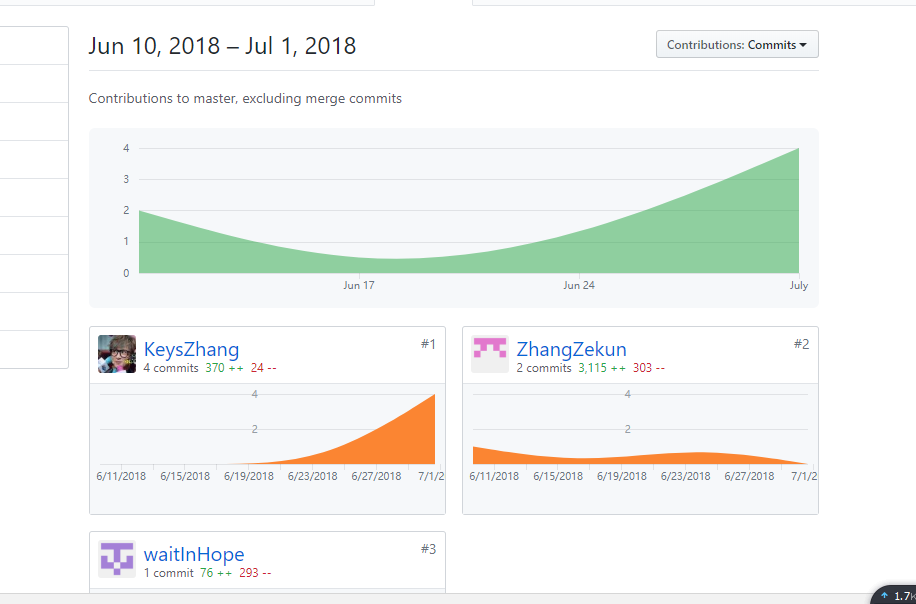 Jun 10, 2018 – Jul 1, 2018
Contributions: Commits
Contributions to master, excluding merge commits
4
3
2
1
0
Jun 17 Jun 24 July
KeysZhang #1
4 commits 370 ++ 24 --
4
2
6/11/2018 6/15/2018 6/19/2018 6/23/2018 6/27/2018 7/1/2
ZhangZekun #2
2 commits 3,115 ++ 303 --
4
2
6/11/2018 6/15/2018 6/19/2018 6/23/2018 6/27/2018 7/1/2
waitInHope #3
1 commit 76 ++ 293 --
1.7K